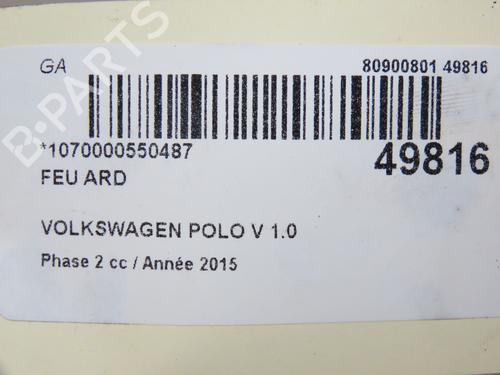 GA 80900801 49816
*1070000550487 49816
FEU ARD
VOLKSWAGEN POLO V 1.0
Phase 2 cc / Année 2015
B-PARTS